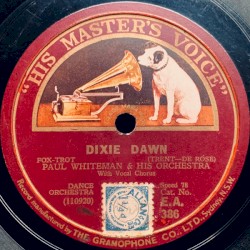 "HIS MASTER'S VOICE"
DIXIE DAWN
FOX-TROT (TRENT—DE ROSE)
PAUL WHITEMAN & HIS ORCHESTRA
With Vocal Chorus
DANCE ORCHESTRA
(110920)
Speed 78
Cat. No.
E.A.
386
Record manufactured by THE GRAMOPHONE CO., LTD., Sydney, N.S.W.